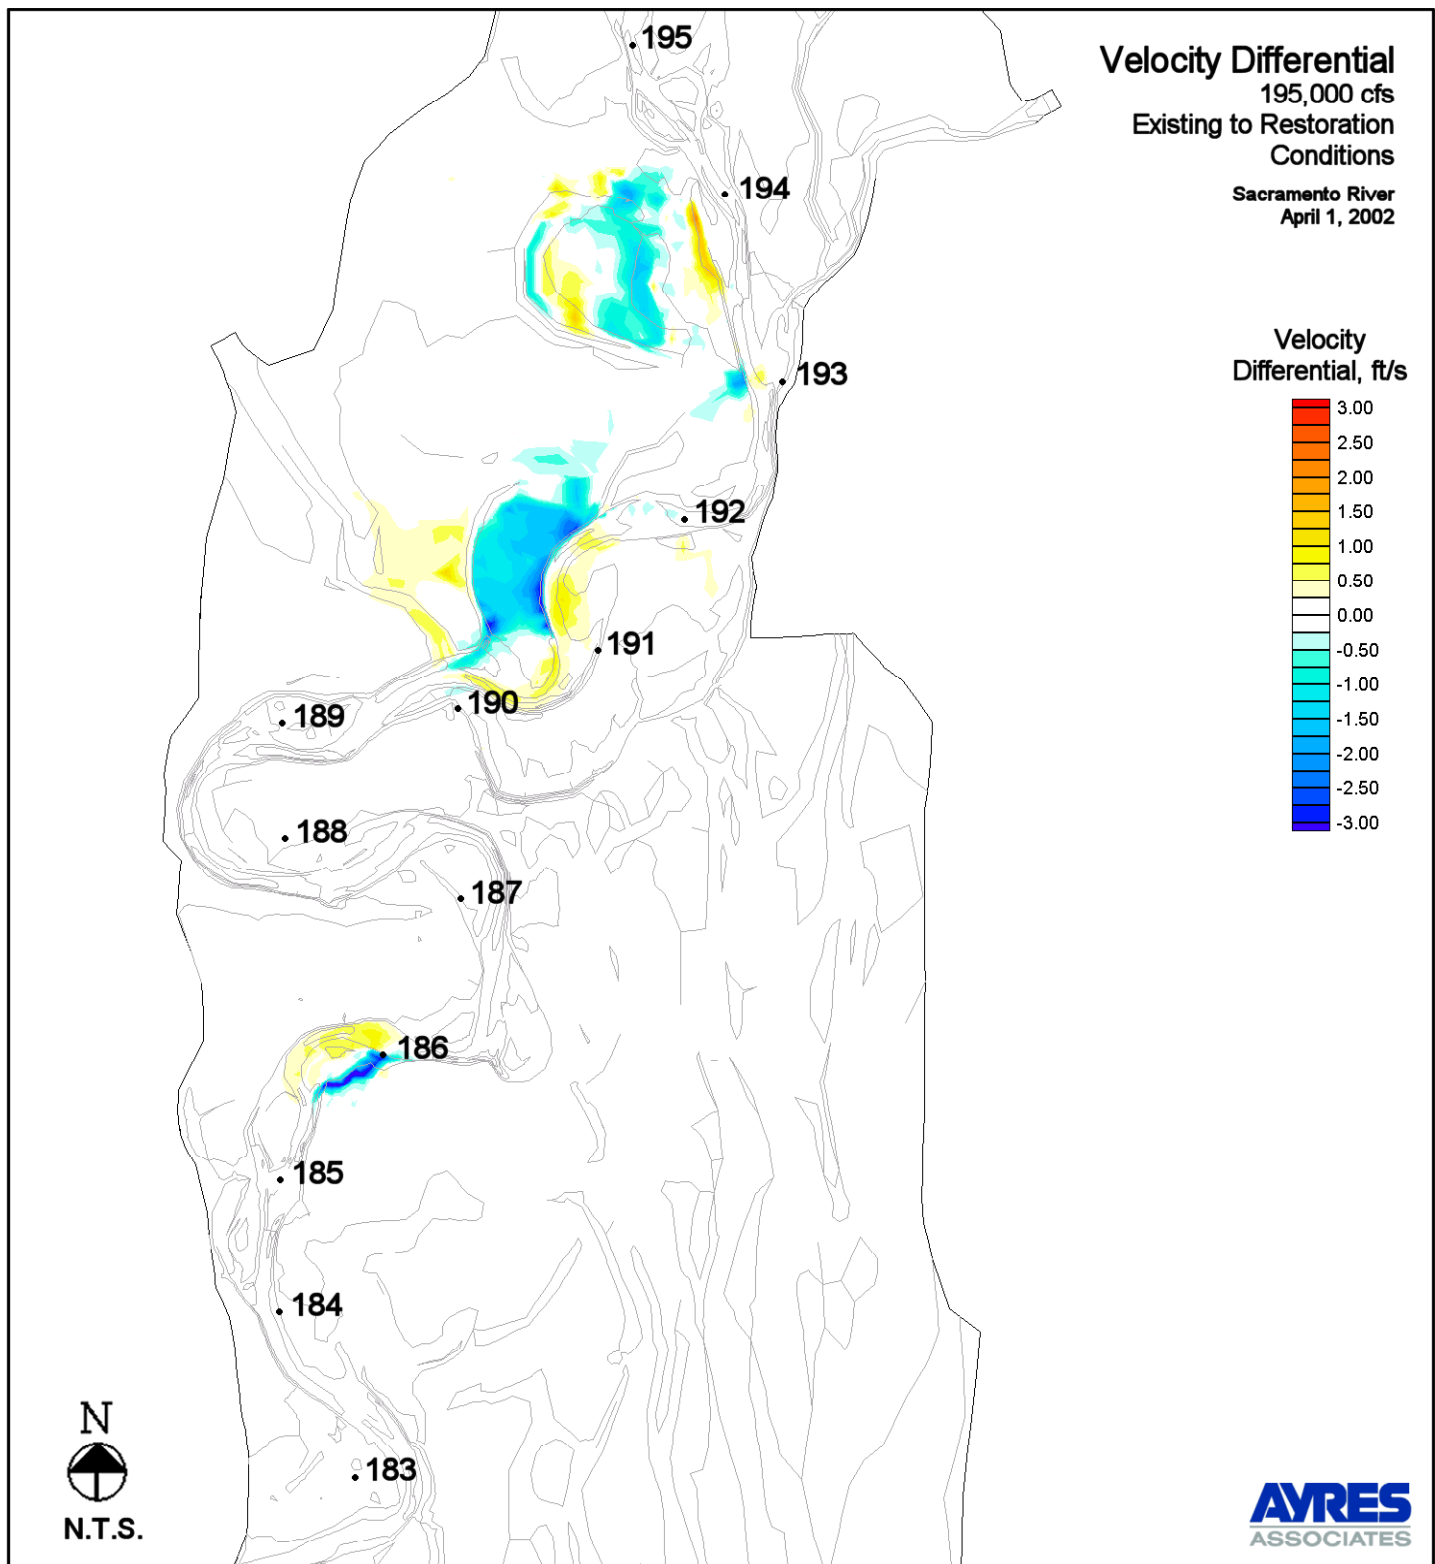 Velocity Differential
195,000 cfs
Existing to Restoration
Conditions
Sacramento River
April 1, 2002
195
194
193
192
191
190
189
188
187
186
185
184
183
Velocity
Differential, ft/s
3.00
2.50
2.00
1.50
1.00
0.50
0.00
-0.50
-1.00
-1.50
-2.00
-2.50
-3.00
N
N.T.S.
AYRES
ASSOCIATES